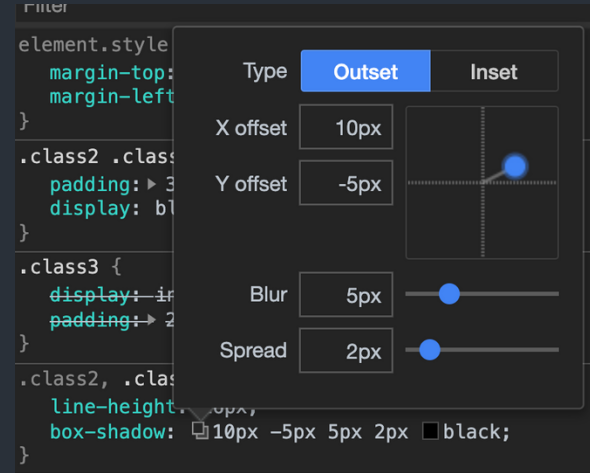 Filter
element.style
margin-top:
margin-left
}
Type Outset Inset
X offset 10px
Y offset -5px
.class2 .clas
padding: 3
display: bl
}
.class3 {
display: in
padding: 2
}
Blur 5px
Spread 2px
.class2, .clas
line-height:
box-shadow: 10px -5px 5px 2px black;
}